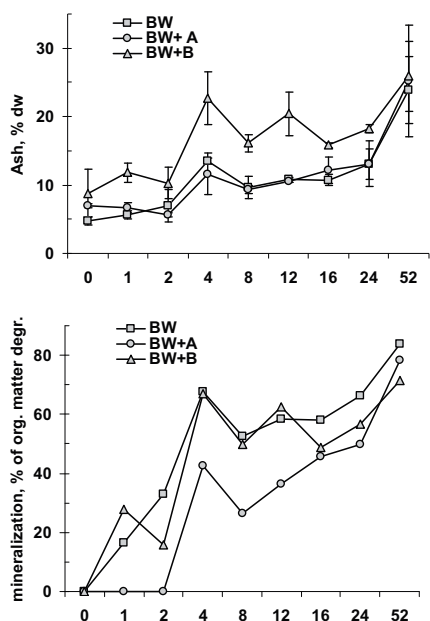 BW
BW+ A
BW+B
Ash, % dw
30
20
10
0
0 1 2 4 8 12 16 24 52
BW
BW+A
BW+B
mineralization, % of org. matter degr.
80
60
40
20
0
0 1 2 4 8 12 16 24 52